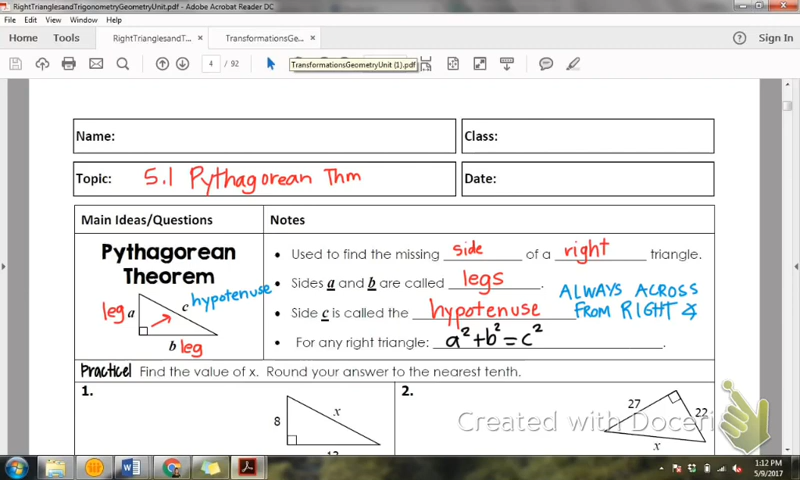 RightTrianglesandTrigonometryGeometryUnit.pdf - Adobe Acrobat Reader DC
File Edit View Window Help
Home Tools RightTrianglesandT... × TransformationsGe... × Sign In
4 / 92
TransformationsGeometryUnit (1).pdf
Name: Class:
Topic: 5.1 Pythagorean Thm Date:
Main Ideas/Questions Notes
Pythagorean
Theorem
leg a c hypotenuse
b leg
• Used to find the missing side of a right triangle.
• Sides a and b are called legs.
• Side c is called the hypotenuse
ALWAYS ACROSS
FROM RIGHT ∡
• For any right triangle: a²+b²=c².
Practice! Find the value of x. Round your answer to the nearest tenth.
1. 2.
8 x
27 22
x
Created with Doceri
1:12 PM
5/9/2017